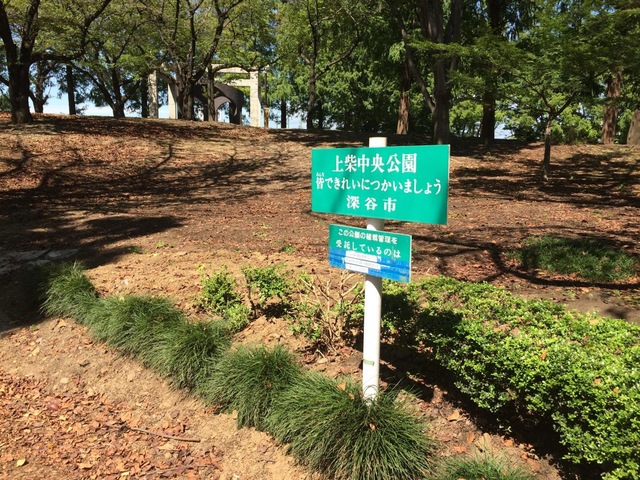 上柴中央公園
皆できれいにつかいましょう
深谷市
この公園の植栽管理を
受託しているのは